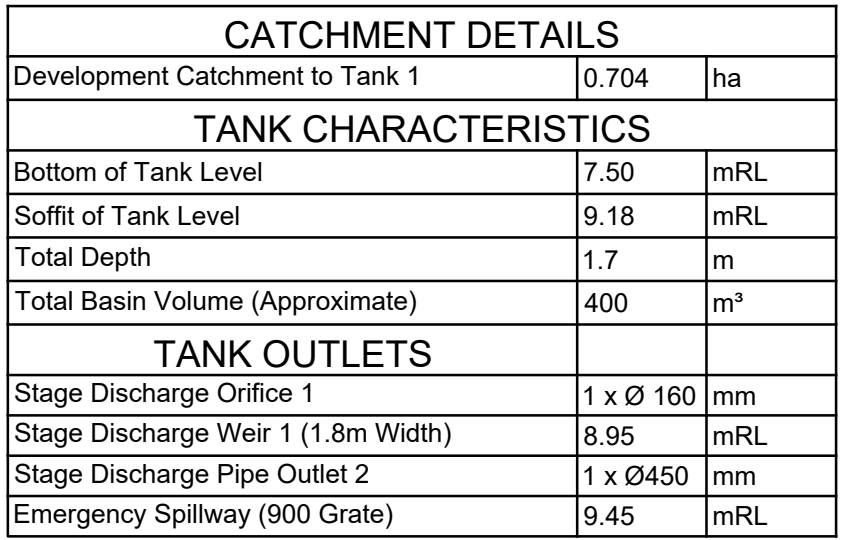 CATCHMENT DETAILS
Development Catchment to Tank 1 0.704 ha
TANK CHARACTERISTICS
Bottom of Tank Level 7.50 mRL
Soffit of Tank Level 9.18 mRL
Total Depth 1.7 m
Total Basin Volume (Approximate) 400 m³
TANK OUTLETS
Stage Discharge Orifice 1 1 x Ø 160 mm
Stage Discharge Weir 1 (1.8m Width) 8.95 mRL
Stage Discharge Pipe Outlet 2 1 x Ø450 mm
Emergency Spillway (900 Grate) 9.45 mRL